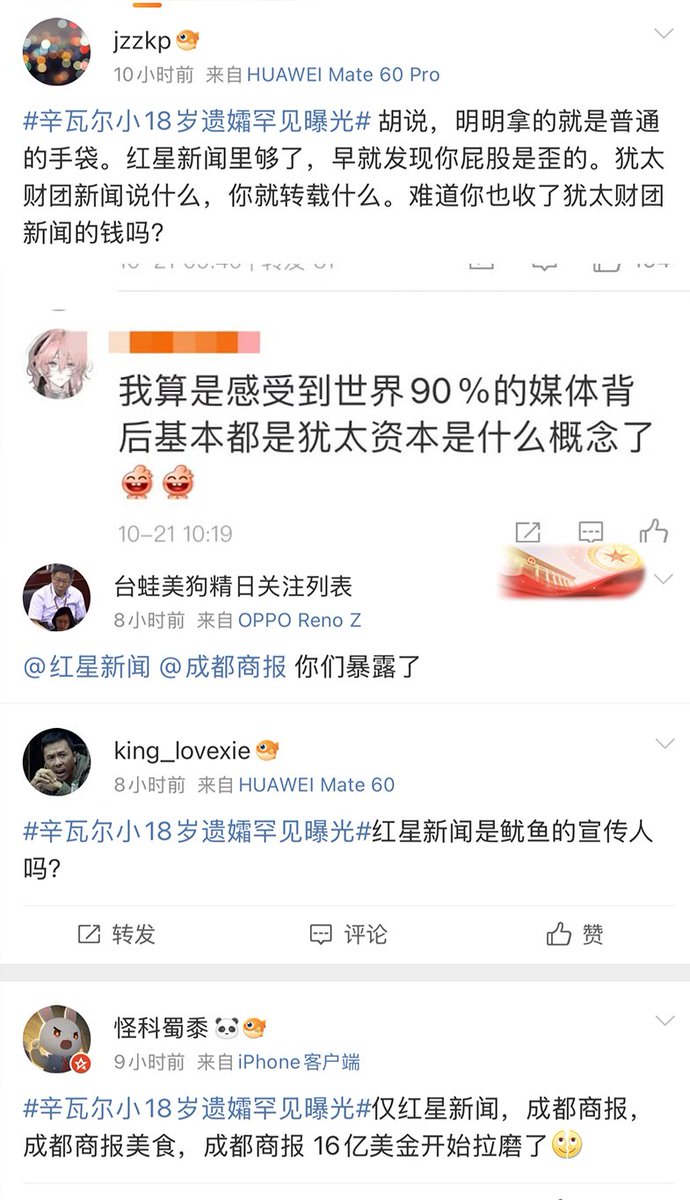 jzzkp
10小时前 来自HUAWEI Mate 60 Pro
#辛瓦尔小18岁遗孀罕见曝光# 胡说，明明拿的就是普通
的手袋。红星新闻里够了，早就发现你屁股是歪的。犹太
财团新闻说什么，你就转载什么。难道你也收了犹太财团
新闻的钱吗?
我算是感受到世界90％的媒体背
后基本都是犹太资本是什么概念了
10-21 10:19
台蛙美狗精日关注列表
8小时前 来自OPPO Reno Z
@红星新闻 @成都商报 你们暴露了
king_lovexie
8小时前 来自HUAWEI Mate 60
#辛瓦尔小18岁遗孀罕见曝光#红星新闻是鱿鱼的宣传人
吗?
转发 评论 赞
怪科蜀黍
9小时前 来自iPhone客户端
#辛瓦尔小18岁遗孀罕见曝光#仅红星新闻，成都商报，
成都商报美食，成都商报 16亿美金开始拉磨了